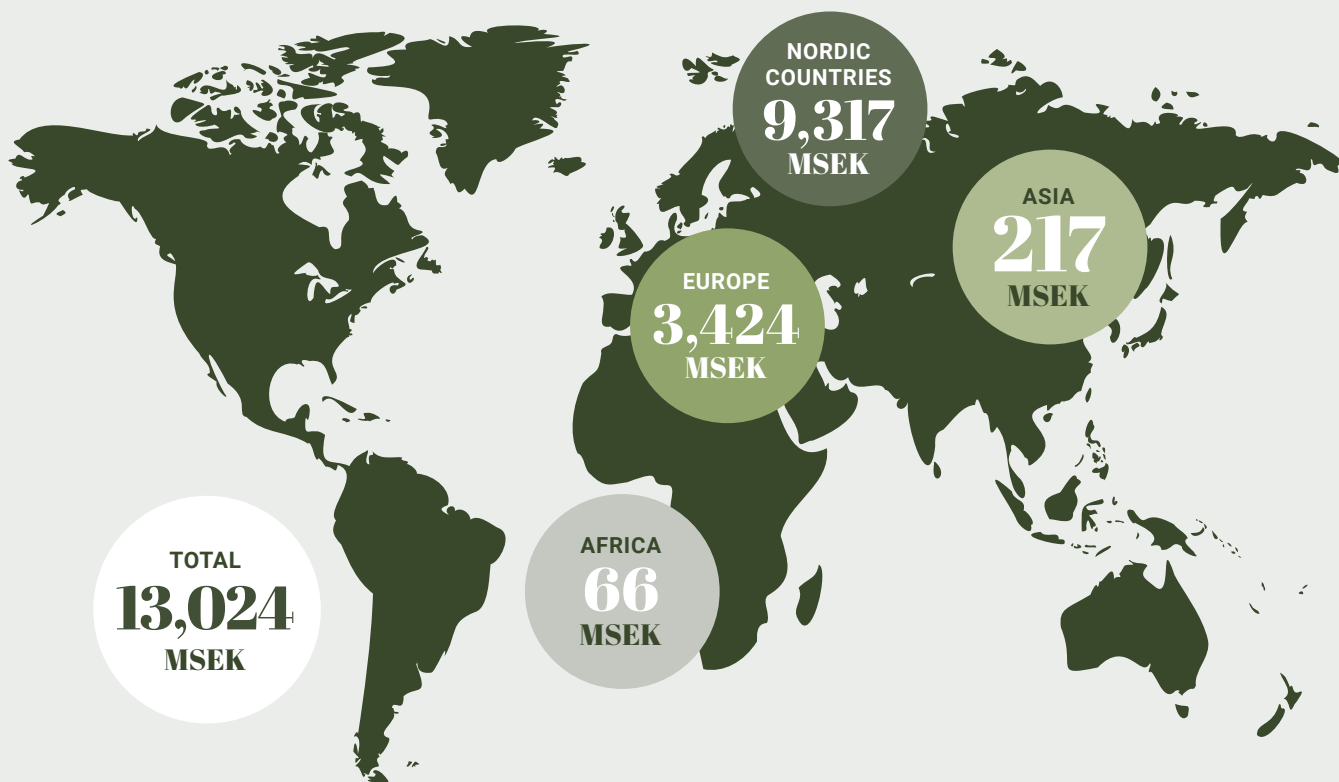 NORDIC
COUNTRIES
9,317
MSEK
ASIA
217
MSEK
EUROPE
3,424
MSEK
AFRICA
66
MSEK
TOTAL
13,024
MSEK